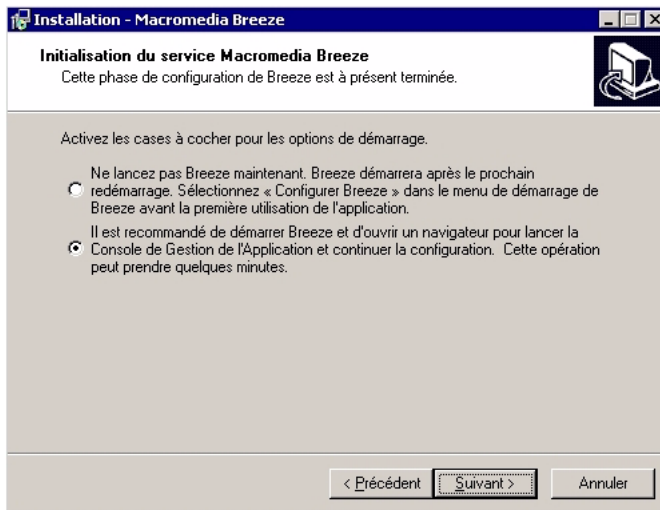 Installation - Macromedia Breeze
Initialisation du service Macromedia Breeze
Cette phase de configuration de Breeze est à présent terminée.
Activez les cases à cocher pour les options de démarrage.
Ne lancez pas Breeze maintenant. Breeze démarrera après le prochain
redémarrage. Sélectionnez « Configurer Breeze » dans le menu de démarrage de
Breeze avant la première utilisation de l'application.
Il est recommandé de démarrer Breeze et d'ouvrir un navigateur pour lancer la
Console de Gestion de l'Application et continuer la configuration. Cette opération
peut prendre quelques minutes.
< Précédent
Suivant >
Annuler